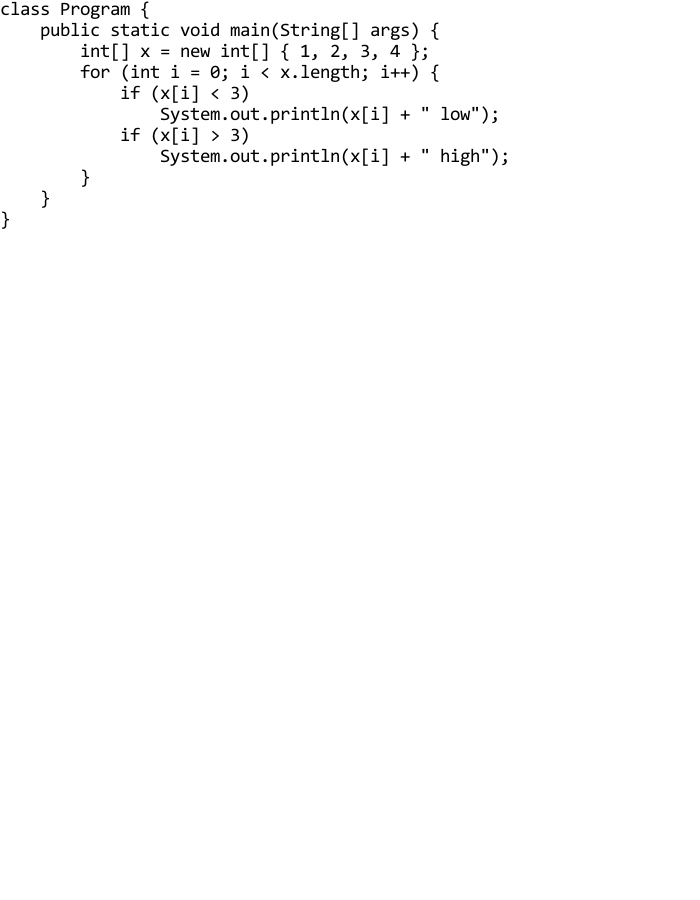 class Program {
    public static void main(String[] args) {
        int[] x = new int[] { 1, 2, 3, 4 };
        for (int i = 0; i < x.length; i++) {
            if (x[i] < 3)
                System.out.println(x[i] + " low");
            if (x[i] > 3)
                System.out.println(x[i] + " high");
        }
    }
}